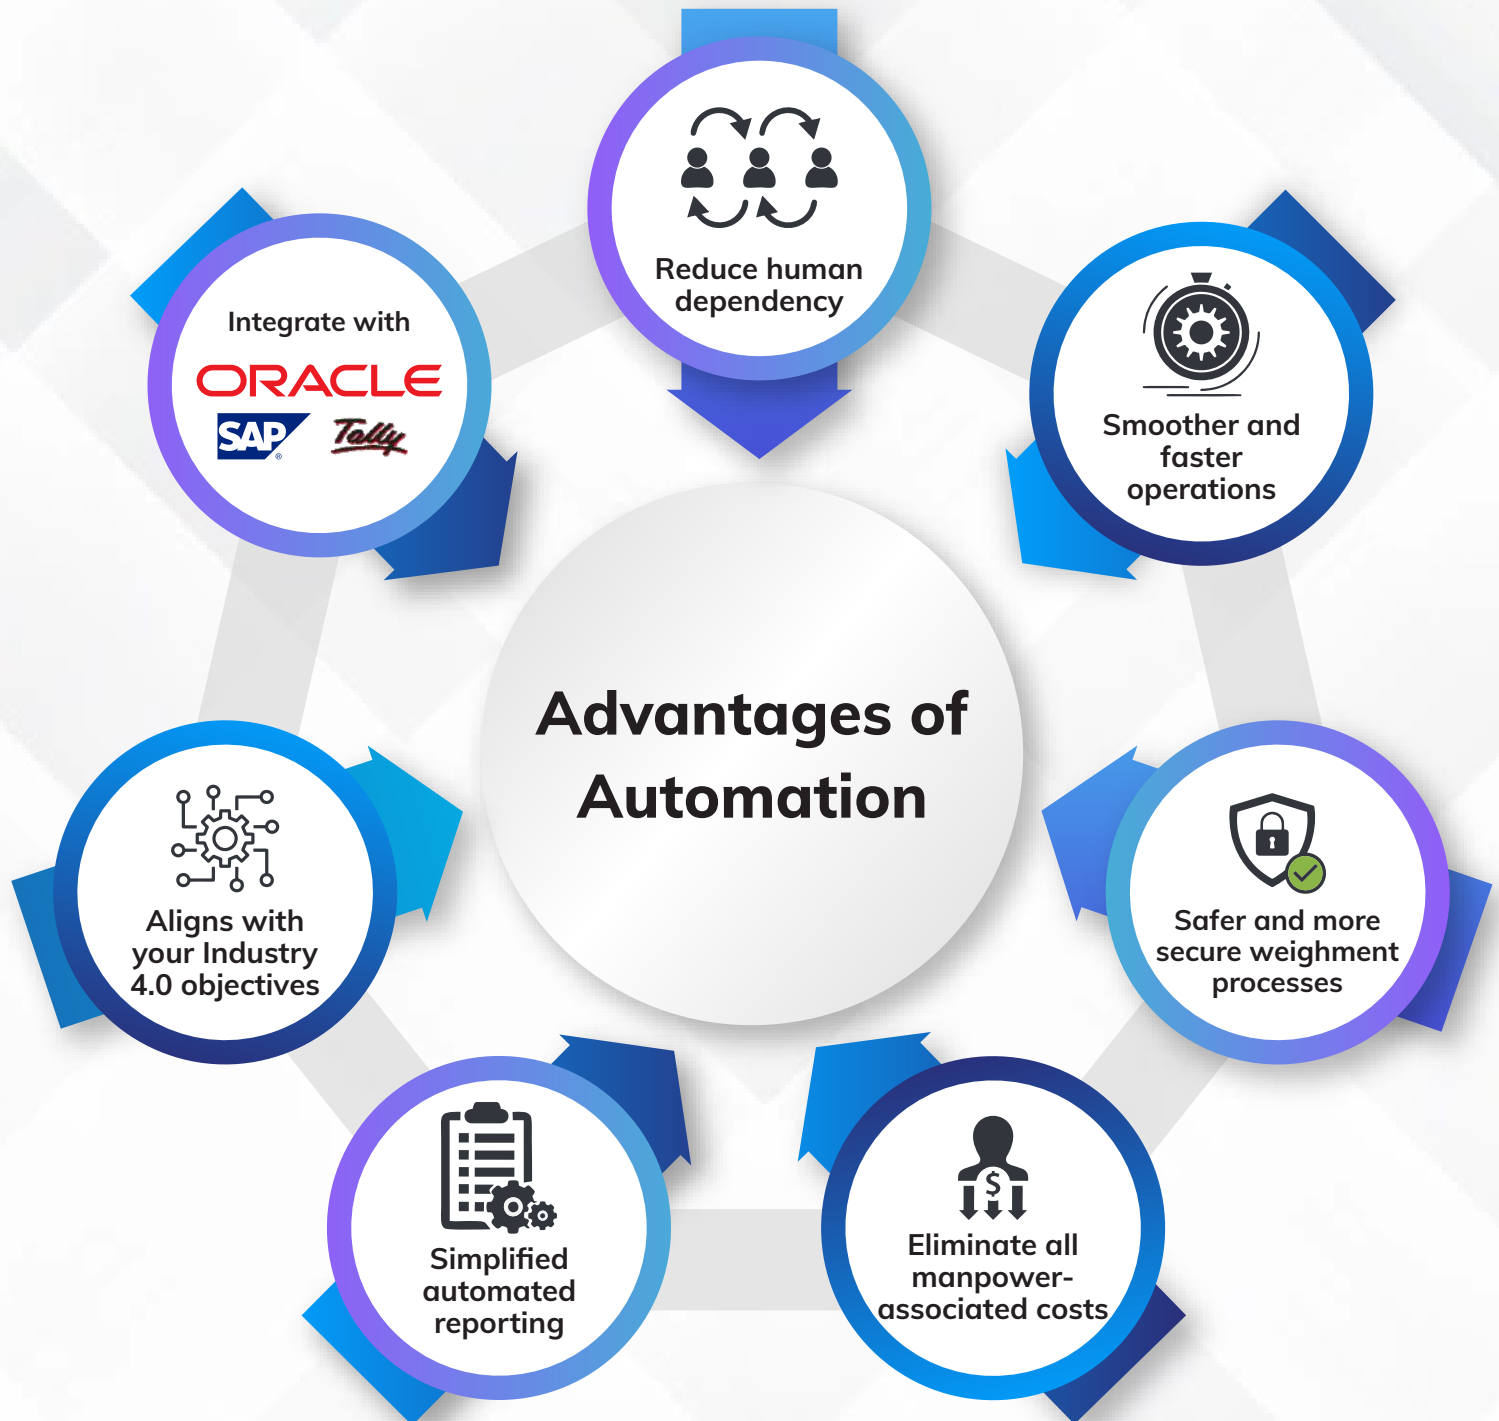 Reduce human
dependency
Smoother and
faster
operations
Safer and more
secure weighment
processes
$
Eliminate all
manpower-
associated costs
Simplified
automated
reporting
Aligns with
your Industry
4.0 objectives
Integrate with
ORACLE
SAP® Tally
Advantages of
Automation